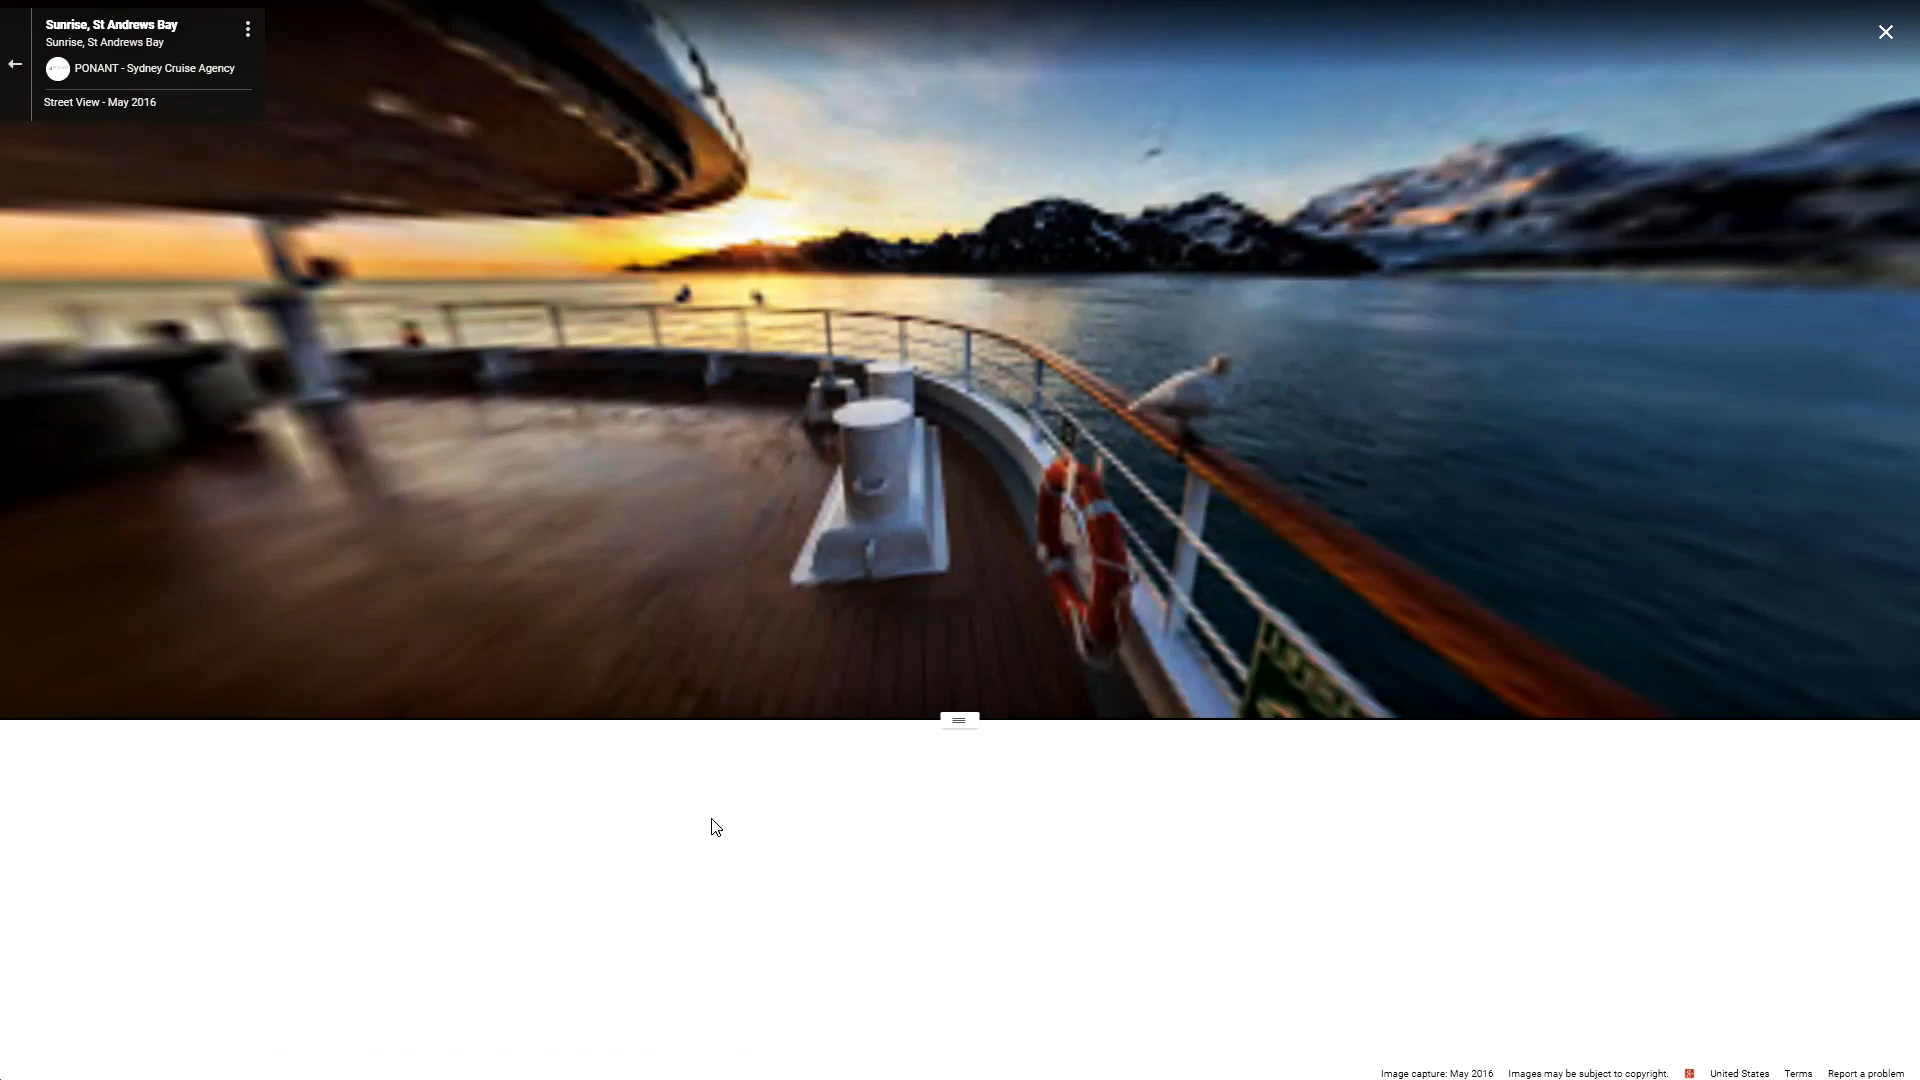 Sunrise, St Andrews Bay
Sunrise, St Andrews Bay
PONANT - Sydney Cruise Agency
Street View - May 2016
Image capture: May 2016 Images may be subject to copyright. United States Terms Report a problem